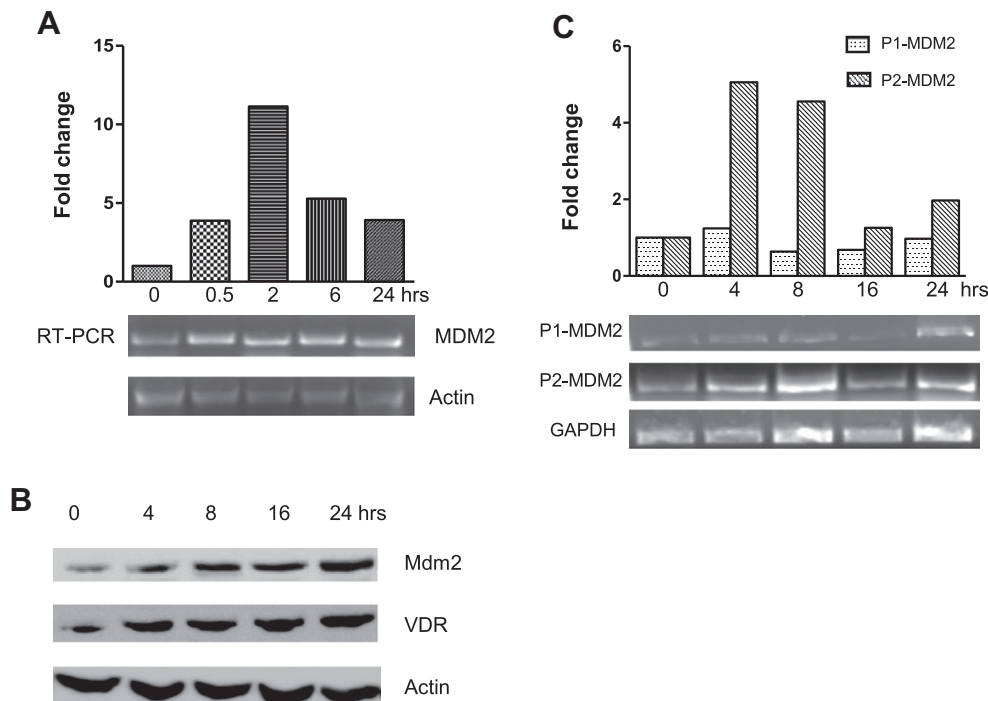 A
Fold change
15
10
5
0
0 0.5 2 6 24 hrs
RT-PCR
MDM2
Actin
B
0 4 8 16 24 hrs
Mdm2
VDR
Actin
C
P1-MDM2
P2-MDM2
Fold change
6
4
2
0
0 4 8 16 24 hrs
P1-MDM2
P2-MDM2
GAPDH